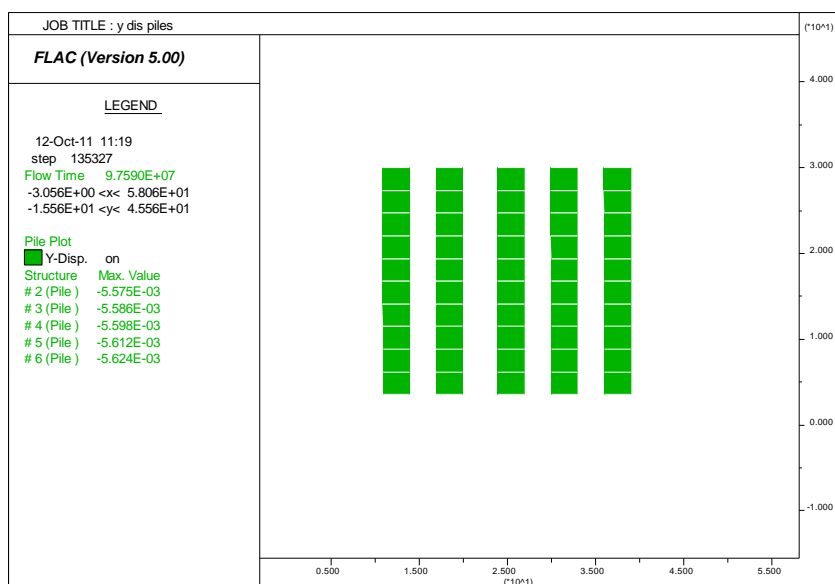 JOB TITLE : y dis piles
FLAC (Version 5.00)
LEGEND
12-Oct-11 11:19
step 135327
Flow Time 9.7590E+07
-3.056E+00 <x< 5.806E+01
-1.556E+01 <y< 4.556E+01
Pile Plot
Y-Disp. on
Structure Max. Value
# 2 (Pile ) -5.575E-03
# 3 (Pile ) -5.586E-03
# 4 (Pile ) -5.598E-03
# 5 (Pile ) -5.612E-03
# 6 (Pile ) -5.624E-03
(*10^1)
4.000
3.000
2.000
1.000
0.000
-1.000
0.500 1.500 2.500 3.500 4.500 5.500
(*10^1)